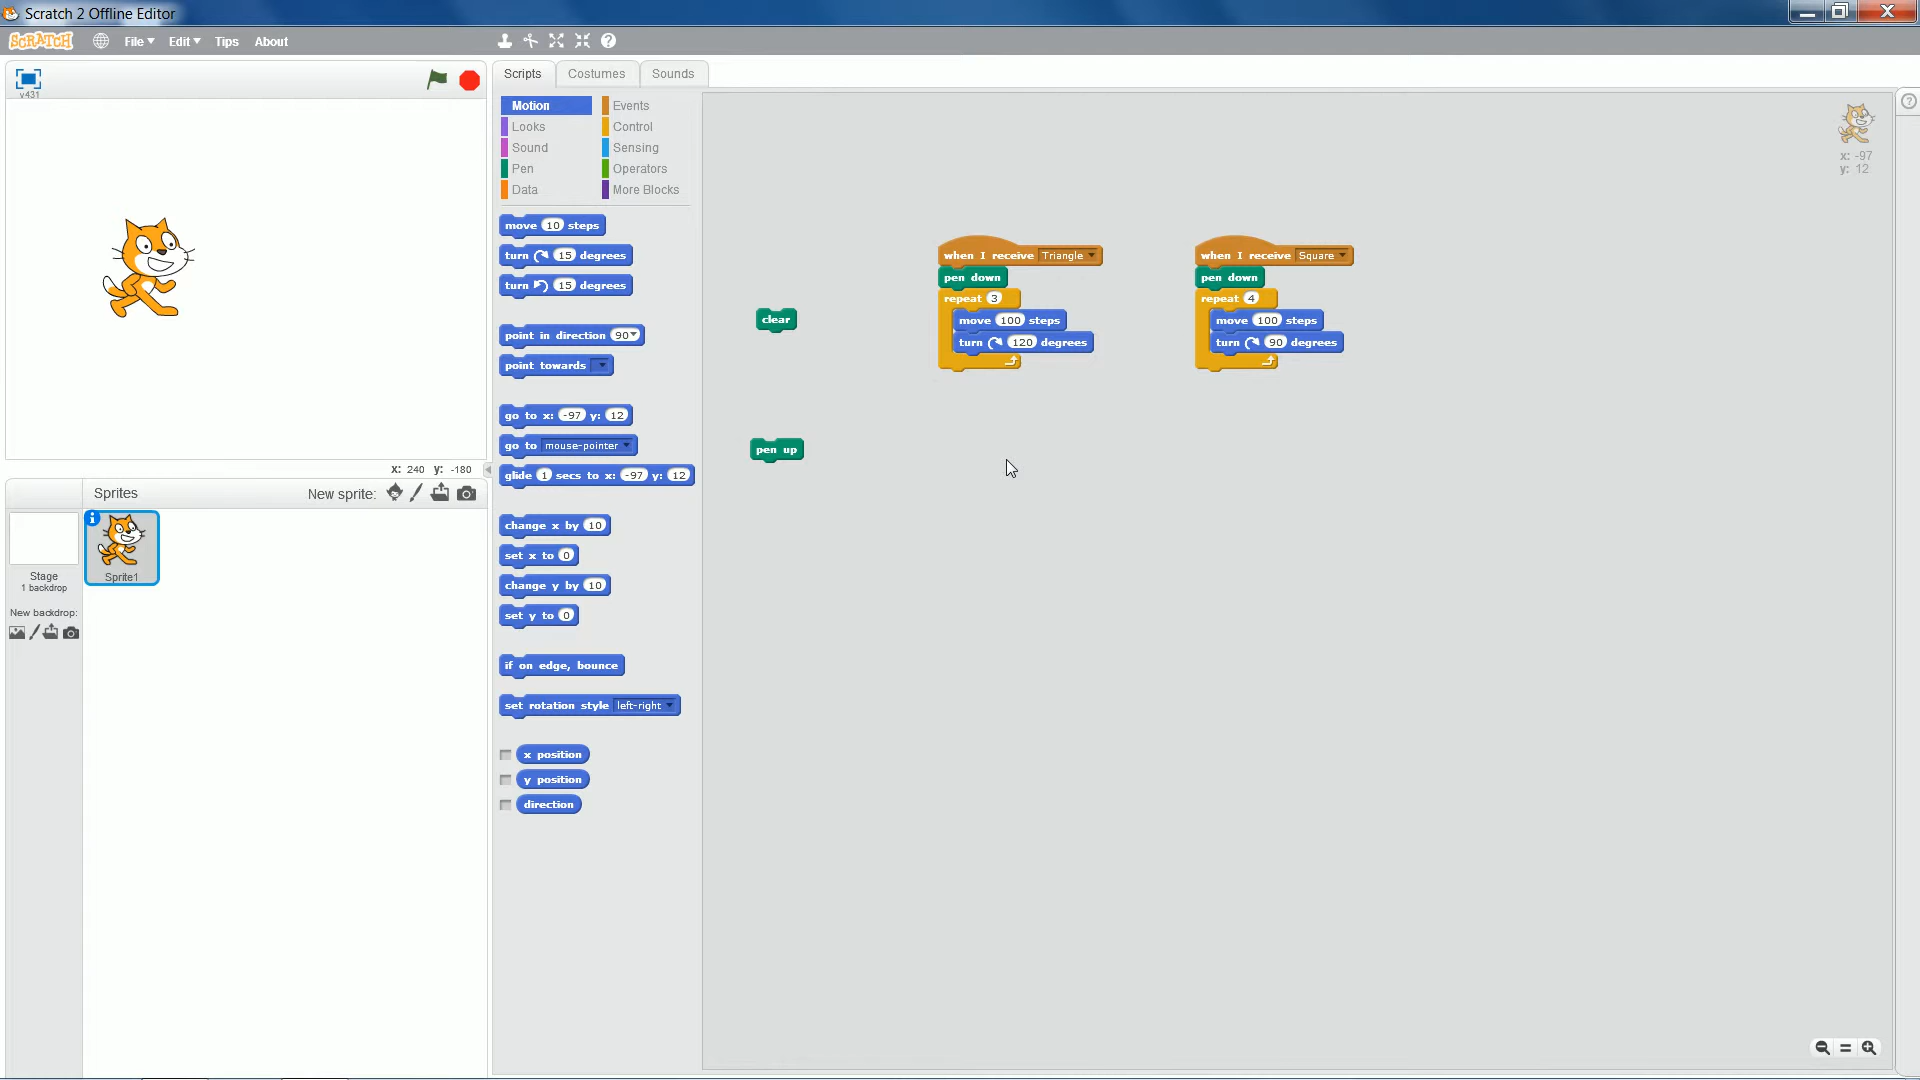 Scratch 2 Offline Editor
SCRATCH File Edit Tips About
v431
Scripts Costumes Sounds
Motion Events
Looks Control
Sound Sensing
Pen Operators
Data More Blocks
move 10 steps
turn 15 degrees
turn 15 degrees
point in direction 90
point towards
go to x: -97 y: 12
go to mouse-pointer
glide 1 secs to x: -97 y: 12
change x by 10
set x to 0
change y by 10
set y to 0
if on edge, bounce
set rotation style left-right
x position
y position
direction
clear
pen up
when I receive Triangle
pen down
repeat 3
move 100 steps
turn 120 degrees
when I receive Square
pen down
repeat 4
move 100 steps
turn 90 degrees
x: -97
y: 12
x: 240 y: -180
Sprites New sprite:
Stage
1 backdrop
New backdrop:
Sprite1